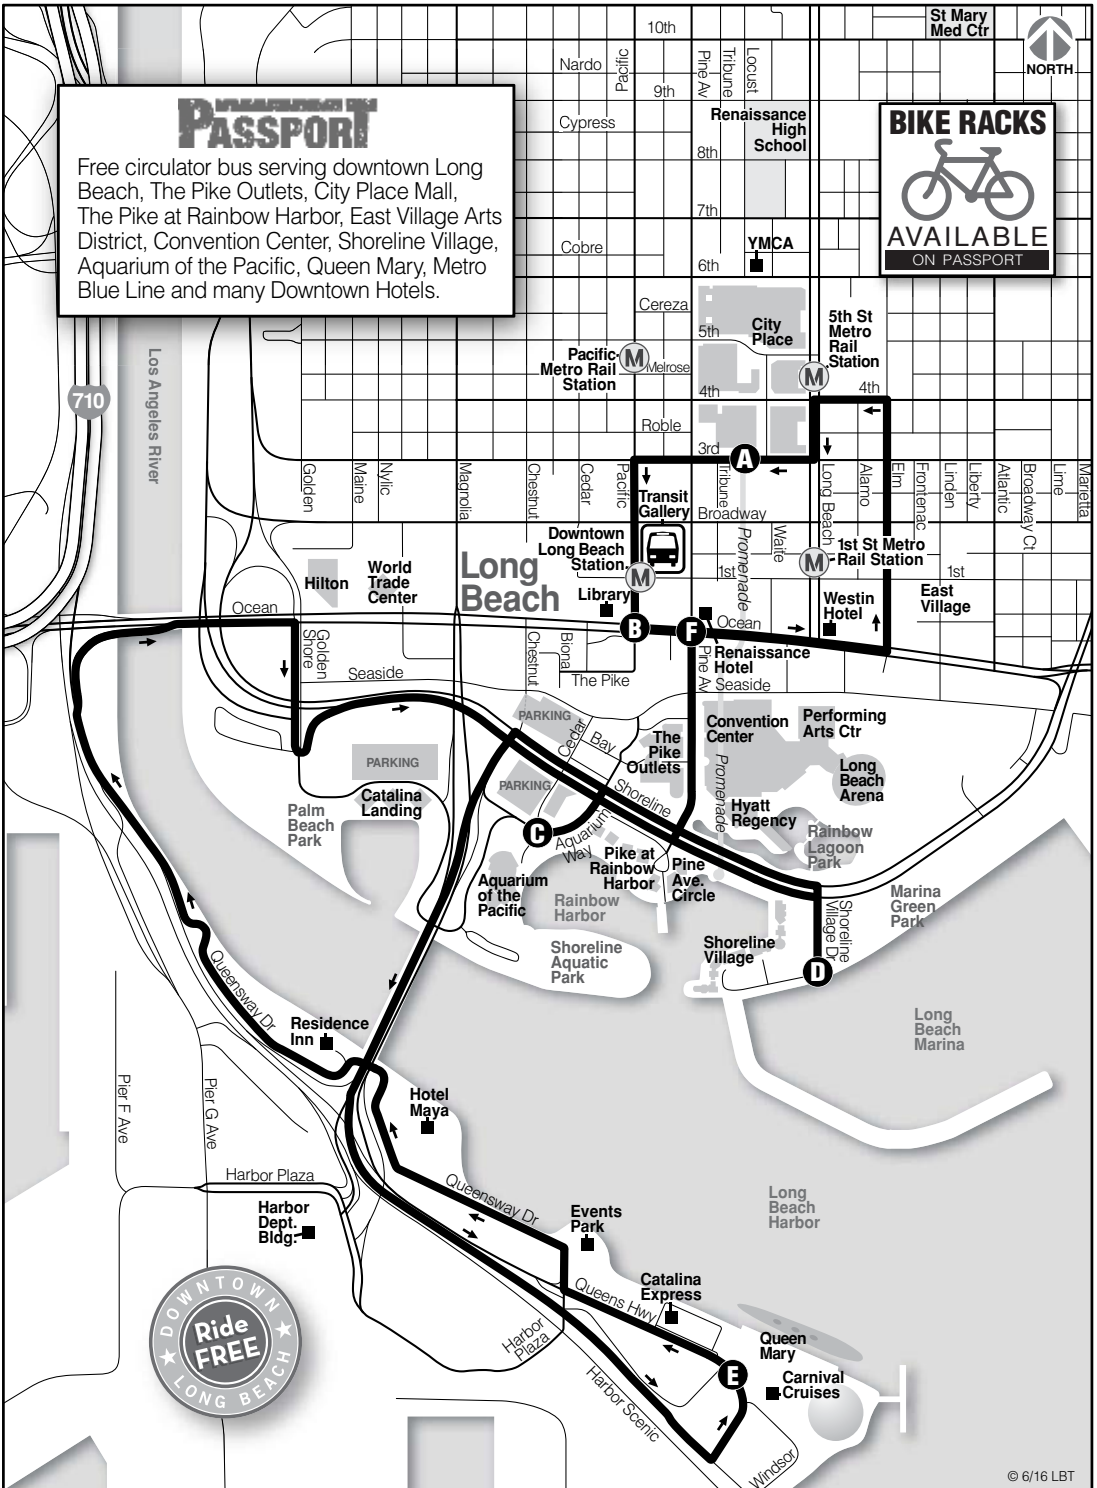 10th
St Mary
Med Ctr
NORTH
Nardo
Pacific
Pine Av
Tribune
Locust
9th
PASSPORT
Free circulator bus serving downtown Long
Beach, The Pike Outlets, City Place Mall,
The Pike at Rainbow Harbor, East Village Arts
District, Convention Center, Shoreline Village,
Aquarium of the Pacific, Queen Mary, Metro
Blue Line and many Downtown Hotels.
Cypress
Renaissance
High
School
8th
7th
BIKE RACKS
AVAILABLE
ON PASSPORT
Cobre
YMCA
6th
Cereza
5th
City
Place
5th St
Metro
Rail
Station
M
Pacific
Metro Rail
Station
M
Melrose
4th
4th
Roble
3rd
A
Los Angeles River
710
Golden
Maine
Nylic
Magnolia
Chestnut
Cedar
Pacific
Tribune
Long Beach
Alamo
Elm
Frontenac
Linden
Liberty
Atlantic
Broadway Ct
Lime
Marietta
Transit
Gallery
Broadway
Promenade
Waite
Downtown
Long Beach
Station
M
1st
M
1st St Metro
Rail Station
1st
Hilton
World
Trade
Center
Long
Beach
Library
Westin
Hotel
East
Village
Ocean
B
F
Ocean
Renaissance
Hotel
Golden
Shore
Chestnut
Biona
The Pike
Pine Av
Seaside
Seaside
PARKING
Cedar
Bay
The
Pike
Outlets
Convention
Center
Performing
Arts Ctr
Long
Beach
Arena
Promenade
PARKING
PARKING
Catalina
Landing
Shoreline
Hyatt
Regency
Palm
Beach
Park
C
Aquarium
Way
Rainbow
Lagoon
Park
Pike at
Rainbow
Harbor
Pine
Ave.
Circle
Aquarium
of the
Pacific
Rainbow
Harbor
Marina
Green
Park
Shoreline
Village Dr
Shoreline
Aquatic
Park
Shoreline
Village
D
Queensway Dr
Residence
Inn
Long
Beach
Marina
Pier F Ave
Pier G Ave
Hotel
Maya
Harbor Plaza
Queensway Dr
Harbor
Dept.
Bldg.
Events
Park
Long
Beach
Harbor
Catalina
Express
Queens Hwy
DOWNTOWN
Ride
FREE
LONG BEACH
Harbor
Plaza
Queen
Mary
E
Carnival
Cruises
Harbor Scenic
Windsor
© 6/16 LBT